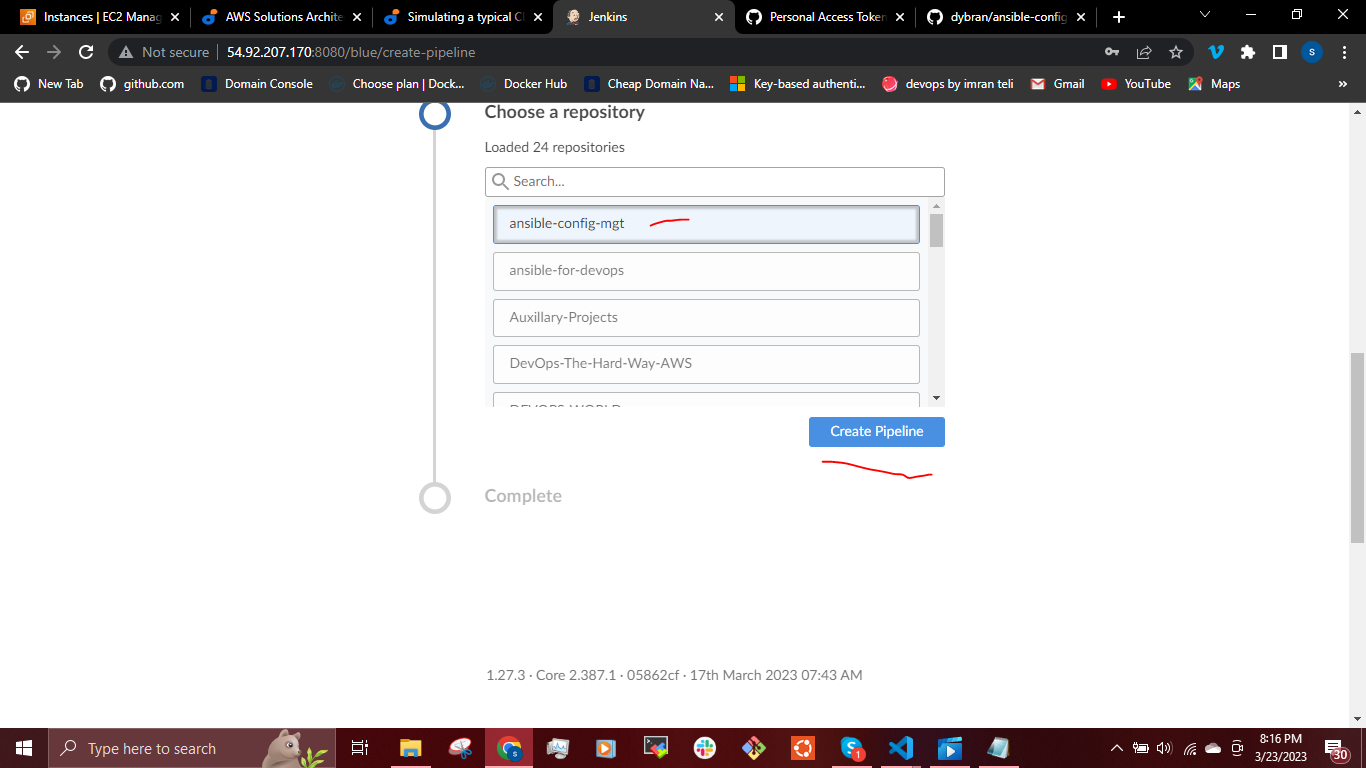 Instances | EC2 Manag
AWS Solutions Archite
Simulating a typical CI
Jenkins
Personal Access Token
dybran/ansible-config
Not secure
54.92.207.170:8080/blue/create-pipeline
New Tab
github.com
Domain Console
Choose plan | Dock...
Docker Hub
Cheap Domain Na...
Key-based authenti...
devops by imran teli
Gmail
YouTube
Maps
»
Choose a repository
Loaded 24 repositories
Search...
ansible-config-mgt
ansible-for-devops
Auxillary-Projects
DevOps-The-Hard-Way-AWS
Create Pipeline
Complete
1.27.3 · Core 2.387.1 · 05862cf · 17th March 2023 07:43 AM
Type here to search
8:16 PM
3/23/2023
30